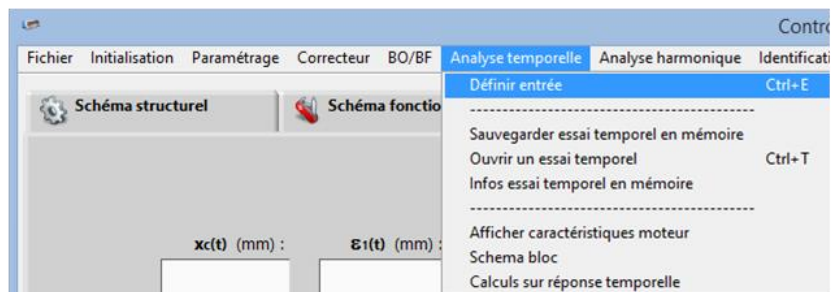 Contr
Fichier Initialisation Paramétrage Correcteur BO/BF Analyse temporelle Analyse harmonique Identificati
Définir entrée Ctrl+E
Schéma structurel Schéma fonctio
Sauvegarder essai temporel en mémoire
Ouvrir un essai temporel Ctrl+T
Infos essai temporel en mémoire
Afficher caractéristiques moteur
xc(t) (mm) : ε1(t) (mm) :
Schema bloc
Calculs sur réponse temporelle